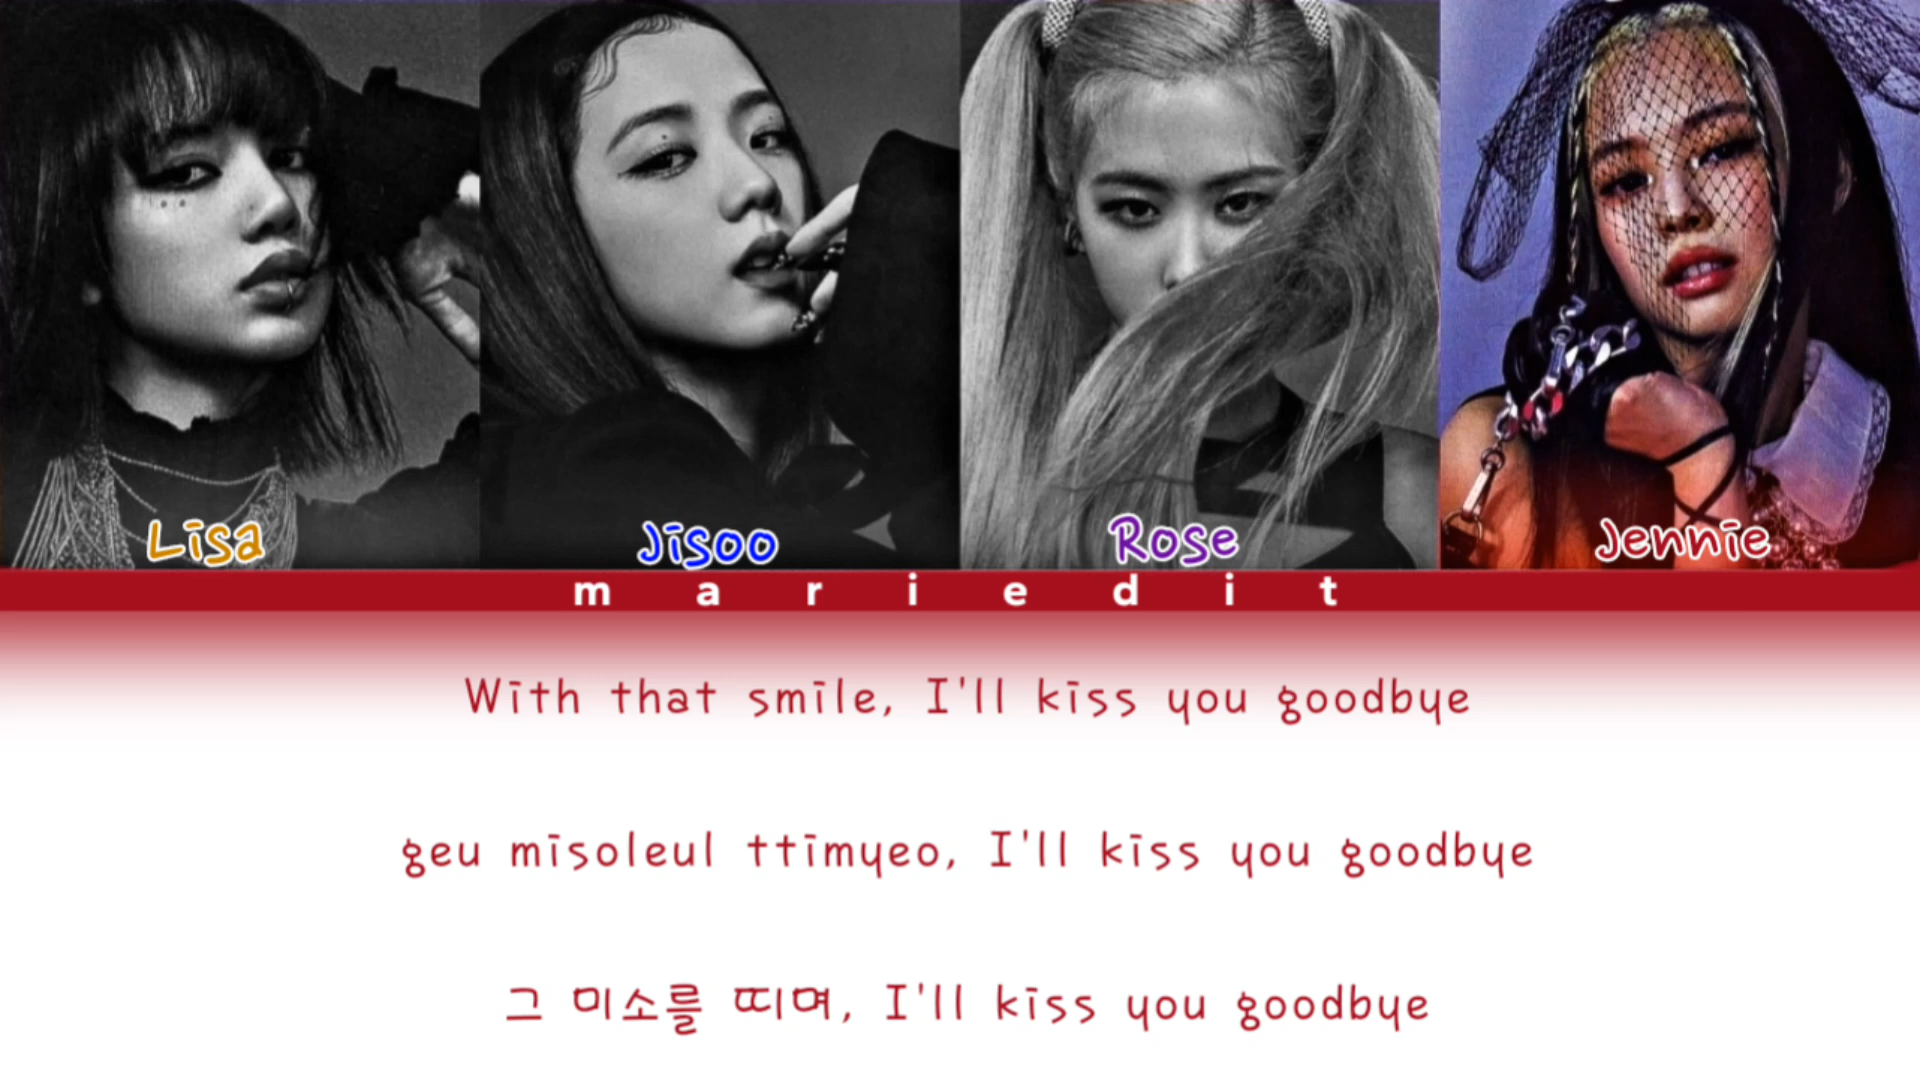 Lisa Jisoo Rose Jennie
mariedit
With that smile, I'll kiss you goodbye
geu misoleul ttimyeo, I'll kiss you goodbye
그 미소를 띠며, I'll kiss you goodbye